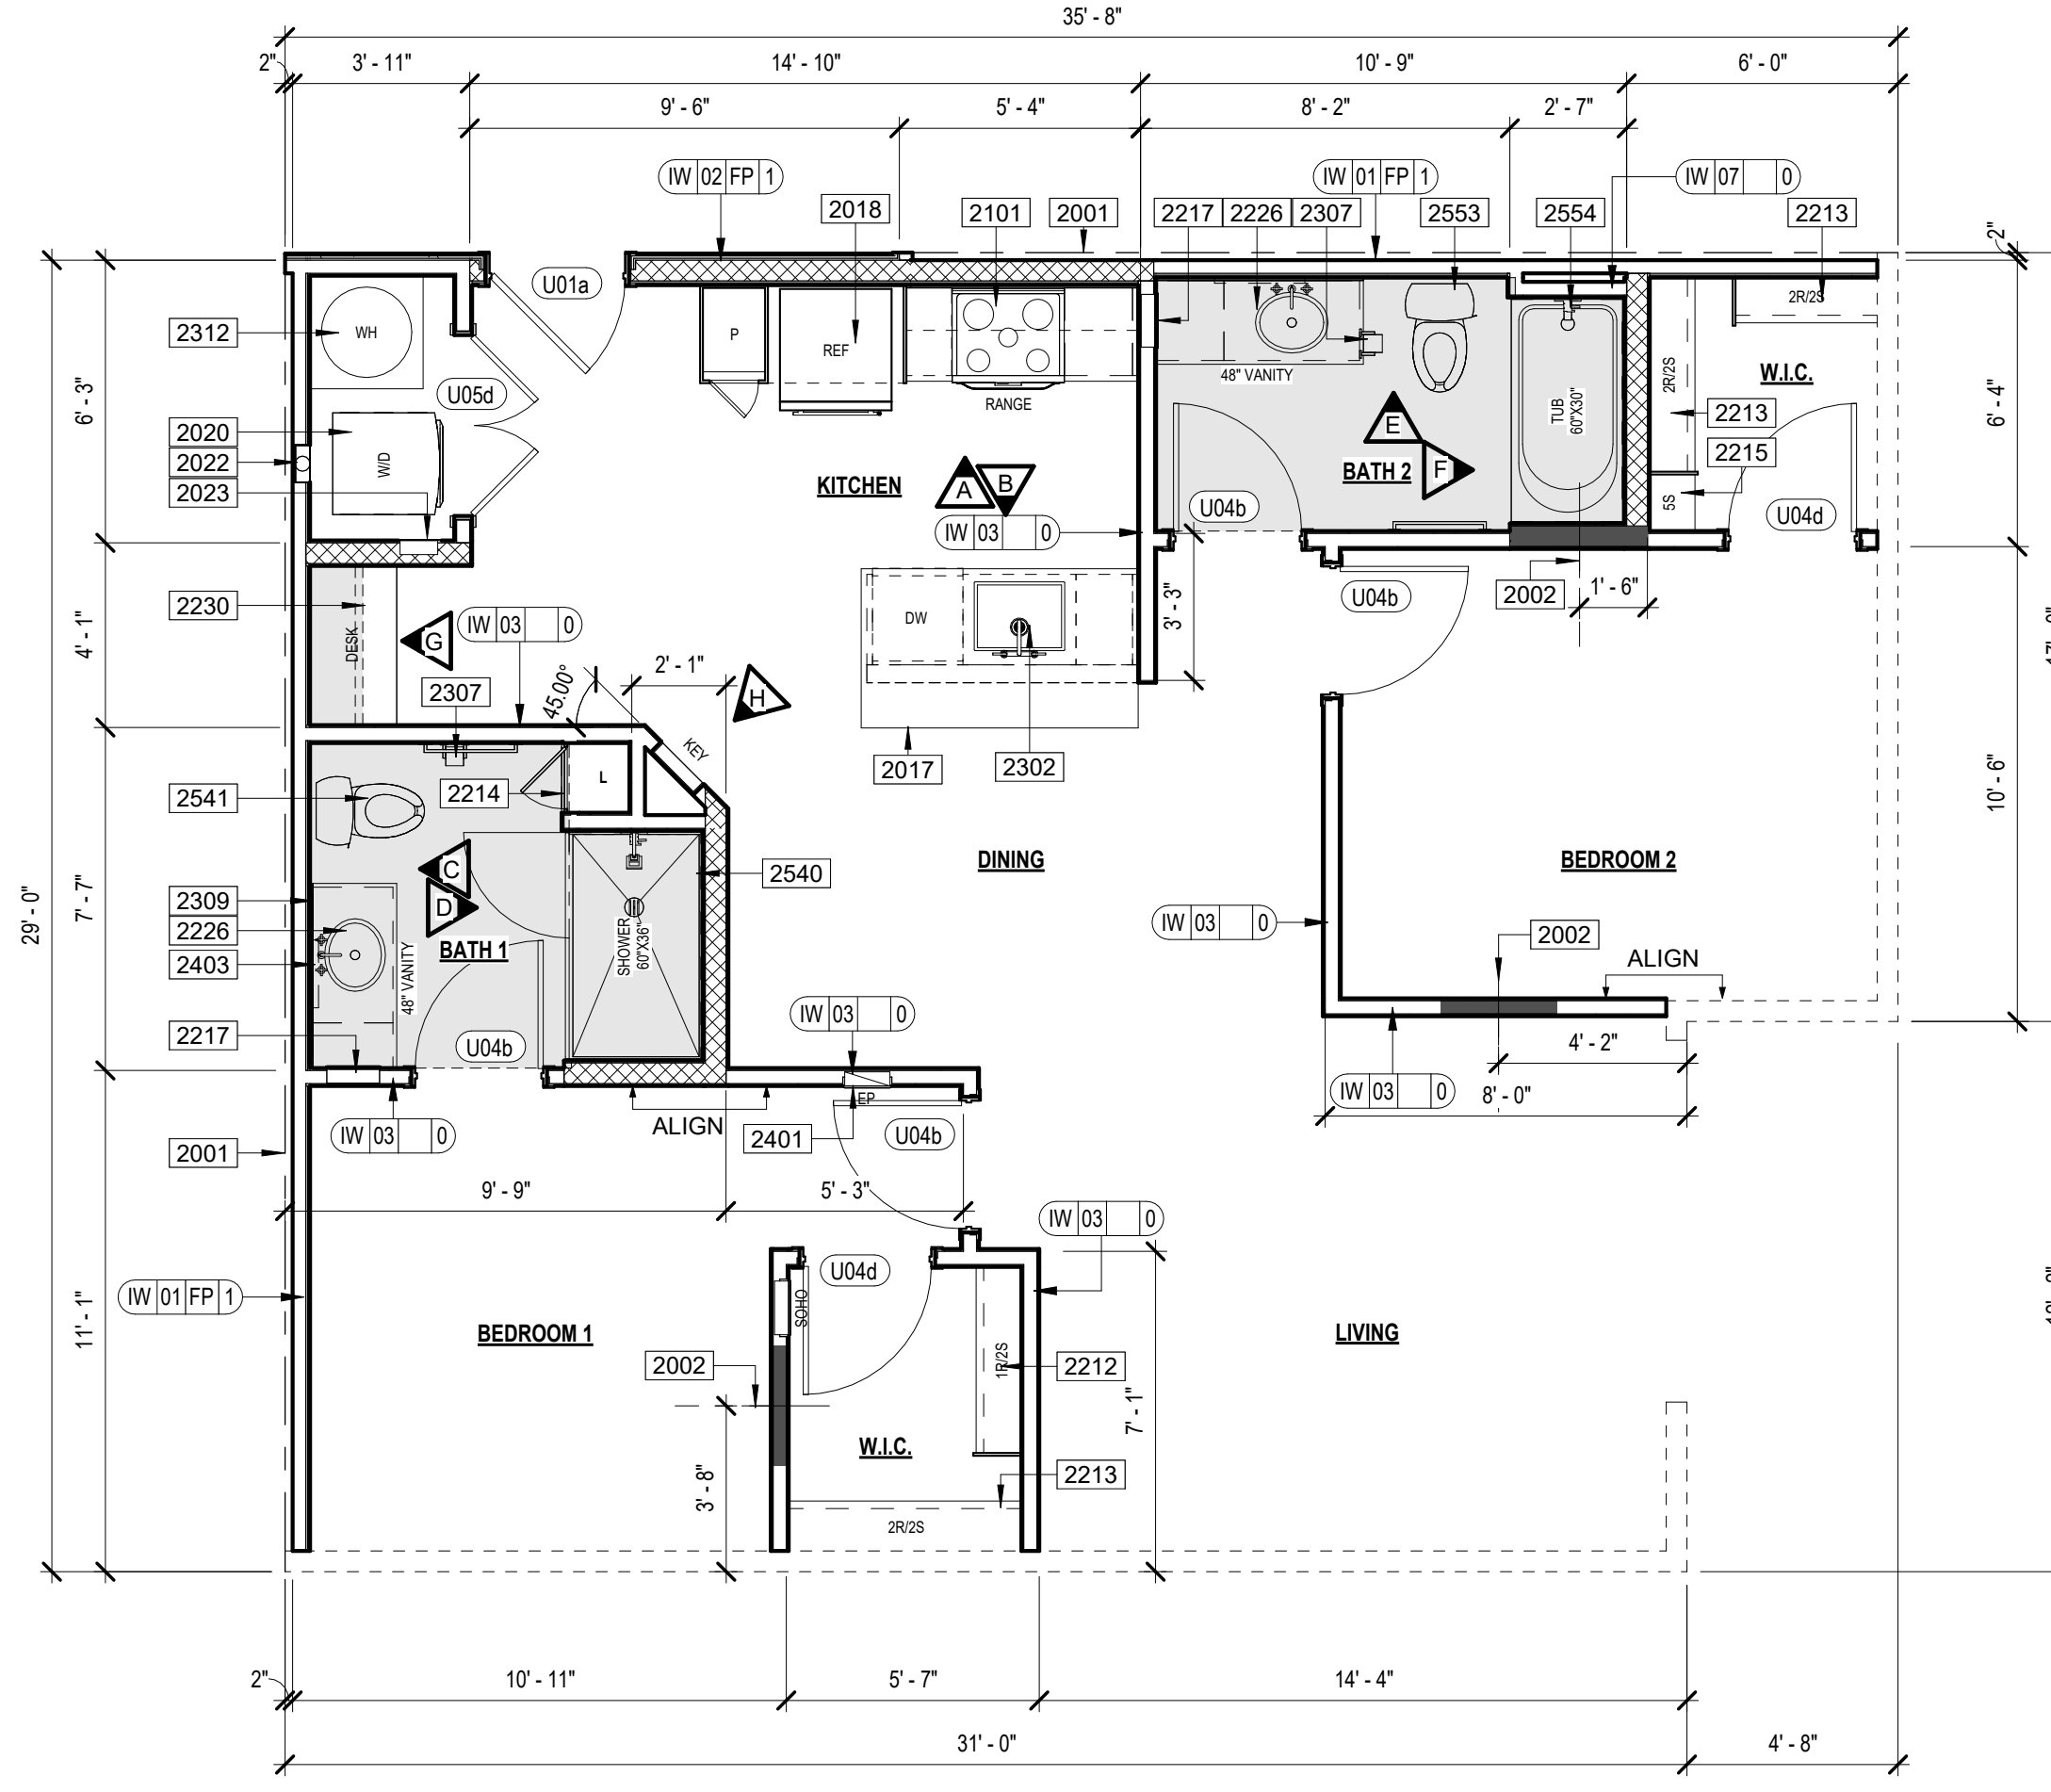 35' - 8"
2"
3' - 11"
14' - 10"
10' - 9"
6' - 0"
9' - 6"
5' - 4"
8' - 2"
2' - 7"
IW 02 FP 1
IW 01 FP 1
IW 07 0
2018
2101
2001
2217
2226
2307
2553
2554
2213
2"
U01a
2R/2S
2312
WH
P
REF
RANGE
48" VANITY
TUB
60"X30"
2R/2S
W.I.C.
6' - 3"
U05d
2213
6' - 4"
2020
2022
2023
W/D
KITCHEN
A
B
E
F
BATH 2
2215
5S
U04b
U04d
IW 03 0
2002
1' - 6"
U04b
2230
DESK
G
IW 03 0
DW
3' - 3"
4' - 1"
2307
2' - 1"
45.00°
H
KEY
2017
2302
2541
2214
L
10' - 6"
C
D
2540
DINING
BEDROOM 2
29' - 0"
7' - 7"
2309
2226
2403
48" VANITY
BATH 1
SHOWER
60"X36"
IW 03 0
2002
ALIGN
2217
U04b
IW 03 0
4' - 2"
IW 03 0
8' - 0"
EP
IW 03 0
2001
ALIGN
2401
U04b
9' - 9"
5' - 3"
IW 03 0
IW 01 FP 1
11' - 1"
U04d
SOHO
BEDROOM 1
2002
1R/2S
2212
LIVING
7' - 1"
3' - 8"
W.I.C.
2213
2R/2S
2"
10' - 11"
5' - 7"
14' - 4"
31' - 0"
4' - 8"